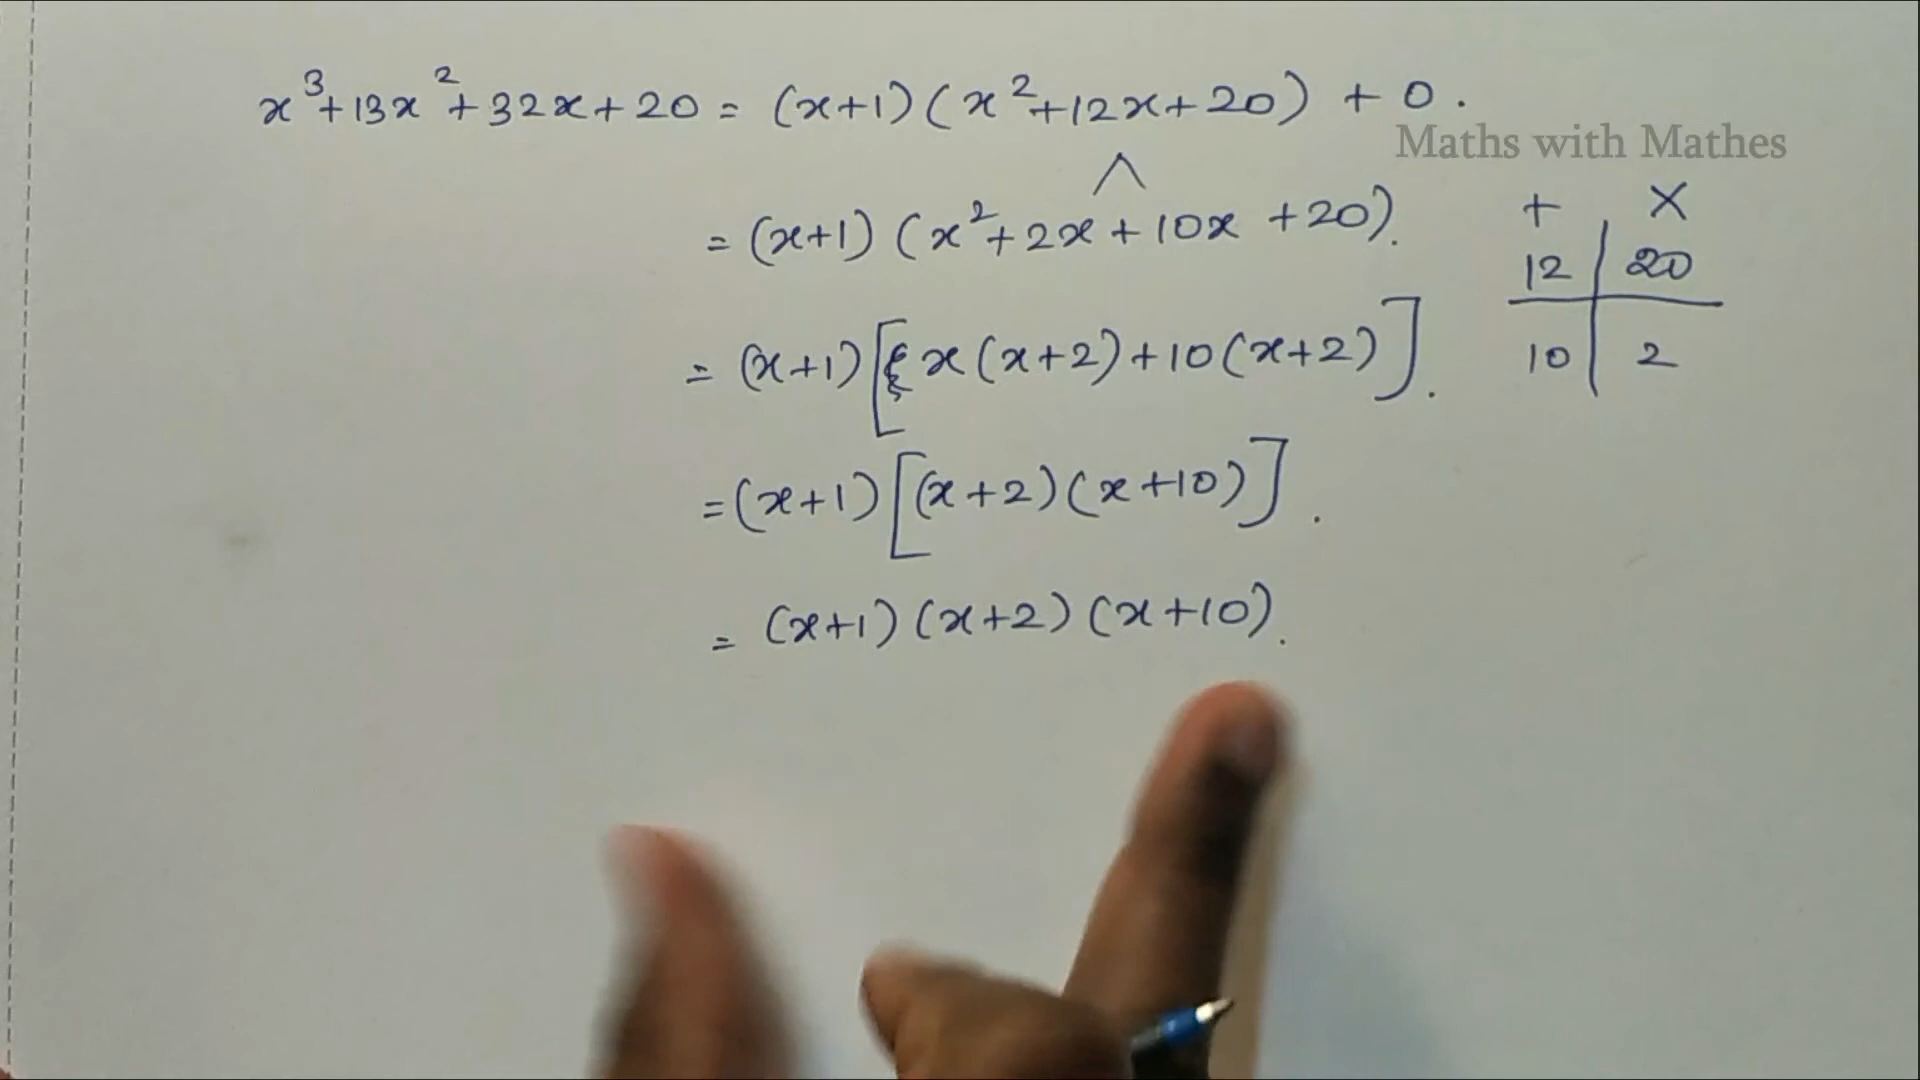 x³+13x²+32x+20 = (x+1)(x²+12x+20) + 0.
Maths with Mathes
= (x+1) (x²+2x+10x +20).
= (x+1)[x(x+2)+10(x+2)].
= (x+1)[(x+2)(x+10)].
= (x+1)(x+2)(x+10).
+ X
12 20
10 2